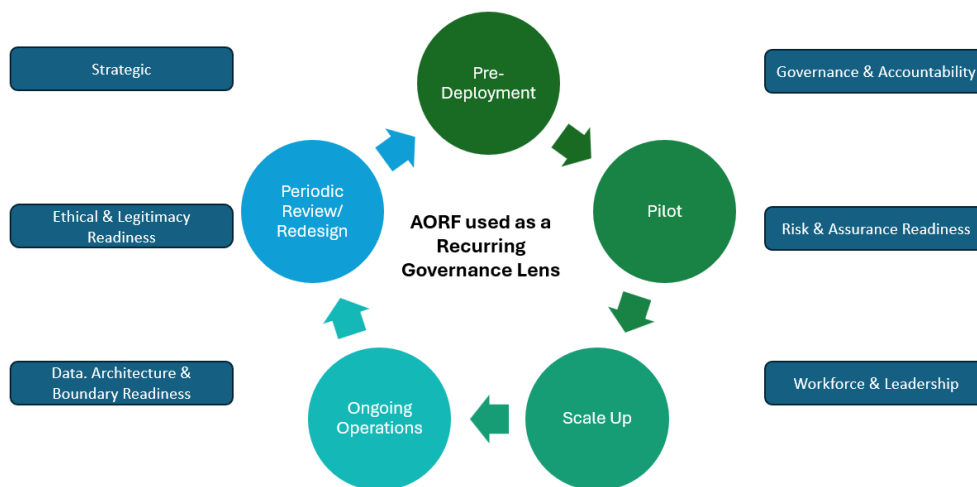 Strategic
Pre-
Deployment
Governance & Accountability
Periodic
Review/
Redesign
Pilot
Ethical & Legitimacy
Readiness
AORF used as a
Recurring
Governance Lens
Risk & Assurance Readiness
Data. Architecture &
Boundary Readiness
Ongoing
Operations
Scale Up
Workforce & Leadership